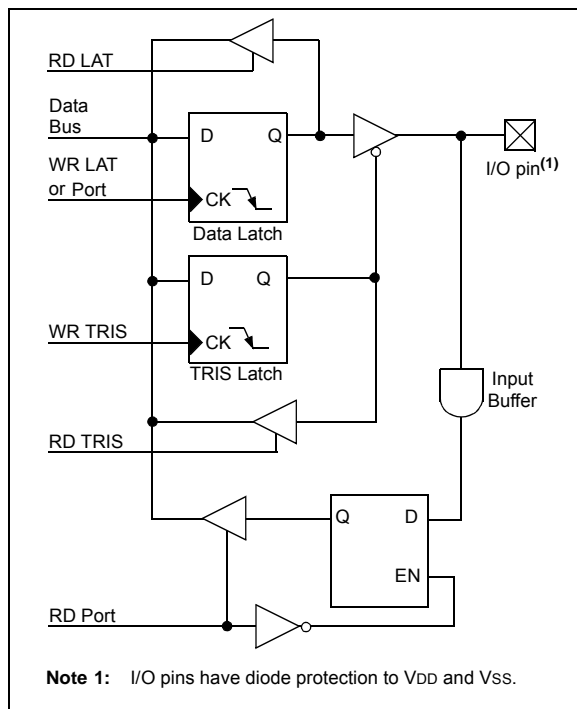 RD LAT
Data
Bus
WR LAT
or Port
D Q
CK
Data Latch
I/O pin(1)
D Q
WR TRIS
CK
TRIS Latch
Input
Buffer
RD TRIS
Q D
EN
RD Port
Note 1: I/O pins have diode protection to VDD and VSS.